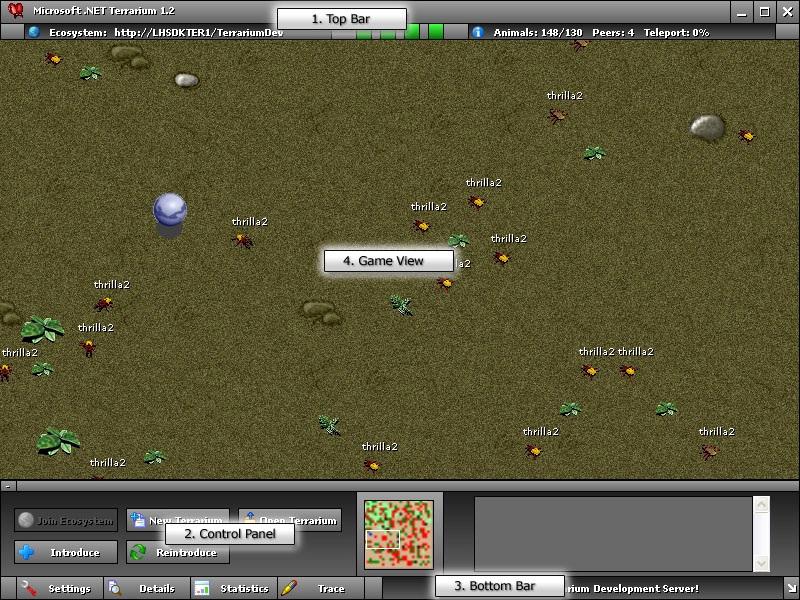 Microsoft .NET Terrarium 1.2
1. Top Bar
Ecosystem: http://LHSDKTER1/TerrariumDev
Animals: 148/130 Peers: 4 Teleport: 0%
thrilla2
thrilla2
thrilla2
thrilla2
thrilla2
4. Game View
la2
thrilla2
thrilla2
thrilla2
thrilla2 thrilla2
thrilla2
thrilla2
thrilla2
thrilla2
Join Ecosystem
New Terrarium
Open Terrarium
2. Control Panel
Introduce
Reintroduce
Settings
Details
Statistics
Trace
3. Bottom Bar
rium Development Server!